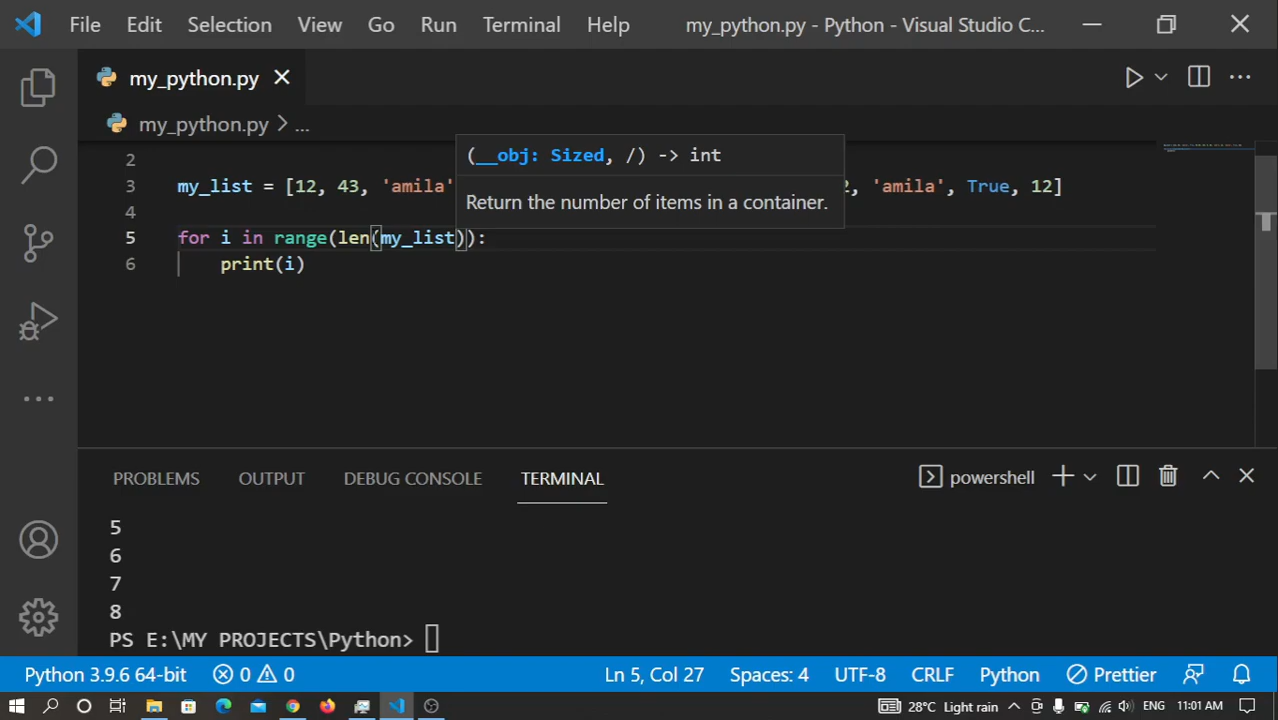 File Edit Selection View Go Run Terminal Help my_python.py - Python - Visual Studio C...
my_python.py
my_python.py > ...
(__obj: Sized, /) -> int
Return the number of items in a container.
2
3 my_list = [12, 43, 'amila' 2, 'amila', True, 12]
4
5 for i in range(len(my_list)):
6 print(i)
PROBLEMS OUTPUT DEBUG CONSOLE TERMINAL powershell
5
6
7
8
PS E:\MY PROJECTS\Python>
Python 3.9.6 64-bit 0 0 Ln 5, Col 27 Spaces: 4 UTF-8 CRLF Python Prettier
28°C Light rain ENG 11:01 AM